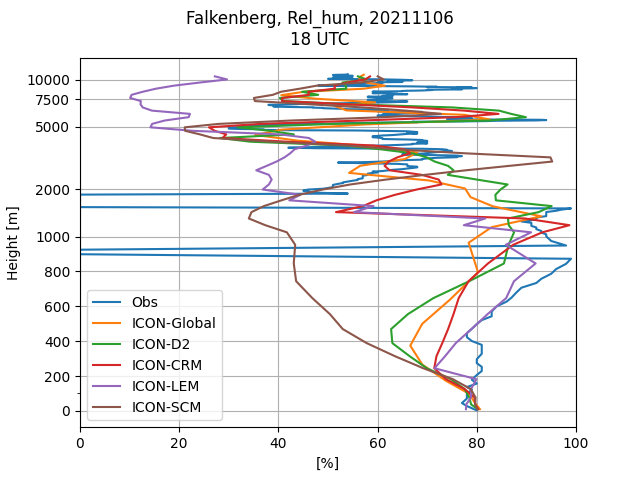 Falkenberg, Rel_hum, 20211106
18 UTC
Height [m]
10000
7500
5000
2000
1000
800
600
400
200
0
Obs
ICON-Global
ICON-D2
ICON-CRM
ICON-LEM
ICON-SCM
0 20 40 60 80 100
[%]